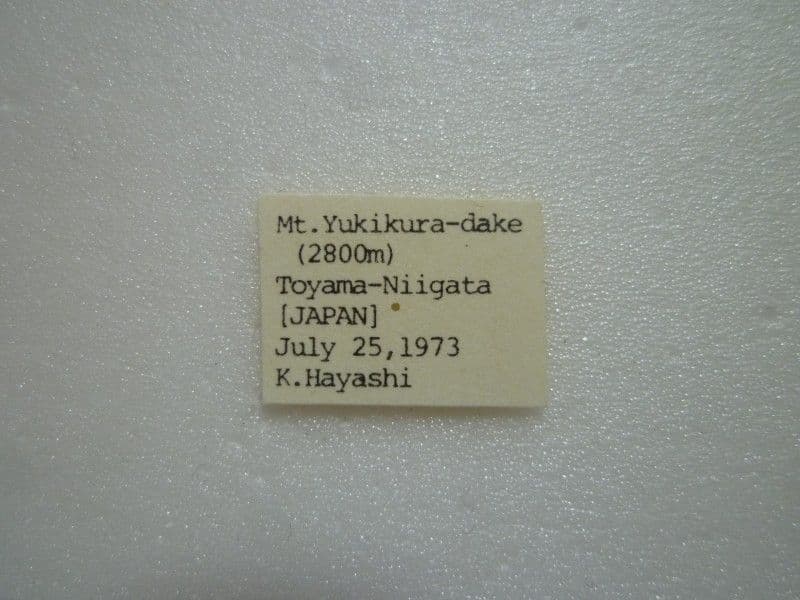 Mt.Yukikura-dake
(2800m)
Toyama-Niigata
[JAPAN]
July 25,1973
K.Hayashi